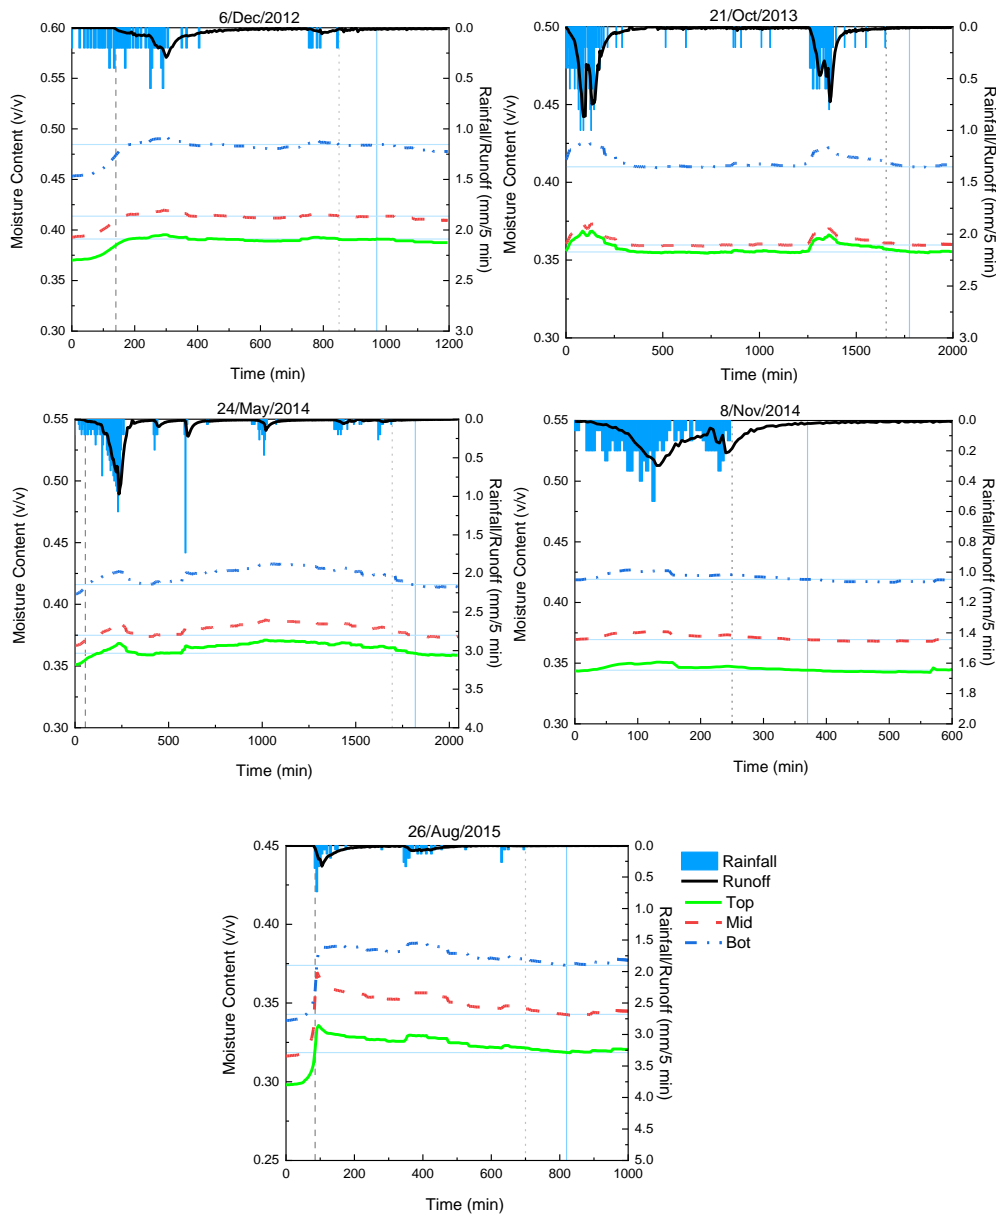 6/Dec/2012
Moisture Content (v/v)
0.60
0.55
0.50
0.45
0.40
0.35
0.30
0 200 400 600 800 1000 1200
Time (min)
0.0
0.5
1.0
1.5
2.0
2.5
3.0
Rainfall/Runoff (mm/5 min)
21/Oct/2013
Moisture Content (v/v)
0.50
0.45
0.40
0.35
0.30
0 500 1000 1500 2000
Time (min)
0.0
0.5
1.0
1.5
2.0
2.5
3.0
Rainfall/Runoff (mm/5 min)
24/May/2014
Moisture Content (v/v)
0.55
0.50
0.45
0.40
0.35
0.30
0 500 1000 1500 2000
Time (min)
0.0
0.5
1.0
1.5
2.0
2.5
3.0
3.5
4.0
Rainfall/Runoff (mm/5 min)
8/Nov/2014
Moisture Content (v/v)
0.55
0.50
0.45
0.40
0.35
0.30
0 100 200 300 400 500 600
Time (min)
0.0
0.2
0.4
0.6
0.8
1.0
1.2
1.4
1.6
1.8
2.0
Rainfall/Runoff (mm/5 min)
26/Aug/2015
Moisture Content (v/v)
0.45
0.40
0.35
0.30
0.25
0 200 400 600 800 1000
Time (min)
0.0
0.5
1.0
1.5
2.0
2.5
3.0
3.5
4.0
4.5
5.0
Rainfall/Runoff (mm/5 min)
Rainfall
Runoff
Top
Mid
Bot